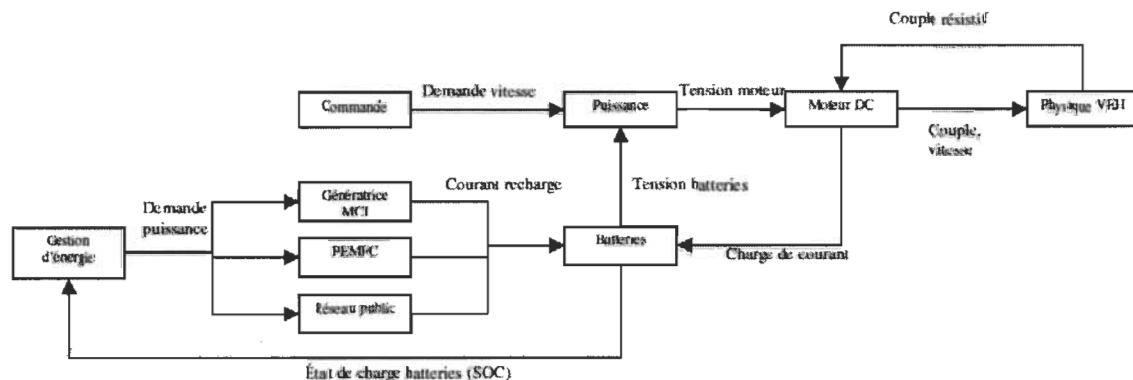 Couple résistif
Demande vitesse
Tension moteur
Commande
Puissance
Moteur DC
Physique VEH
Couple,
vitesse
Courant recharge
Tension batteries
Génératrice
MCI
Demande
puissance
Gestion
d'énergie
PEMFC
Batteries
Charge de courant
Réseau public
État de charge batteries (SOC)